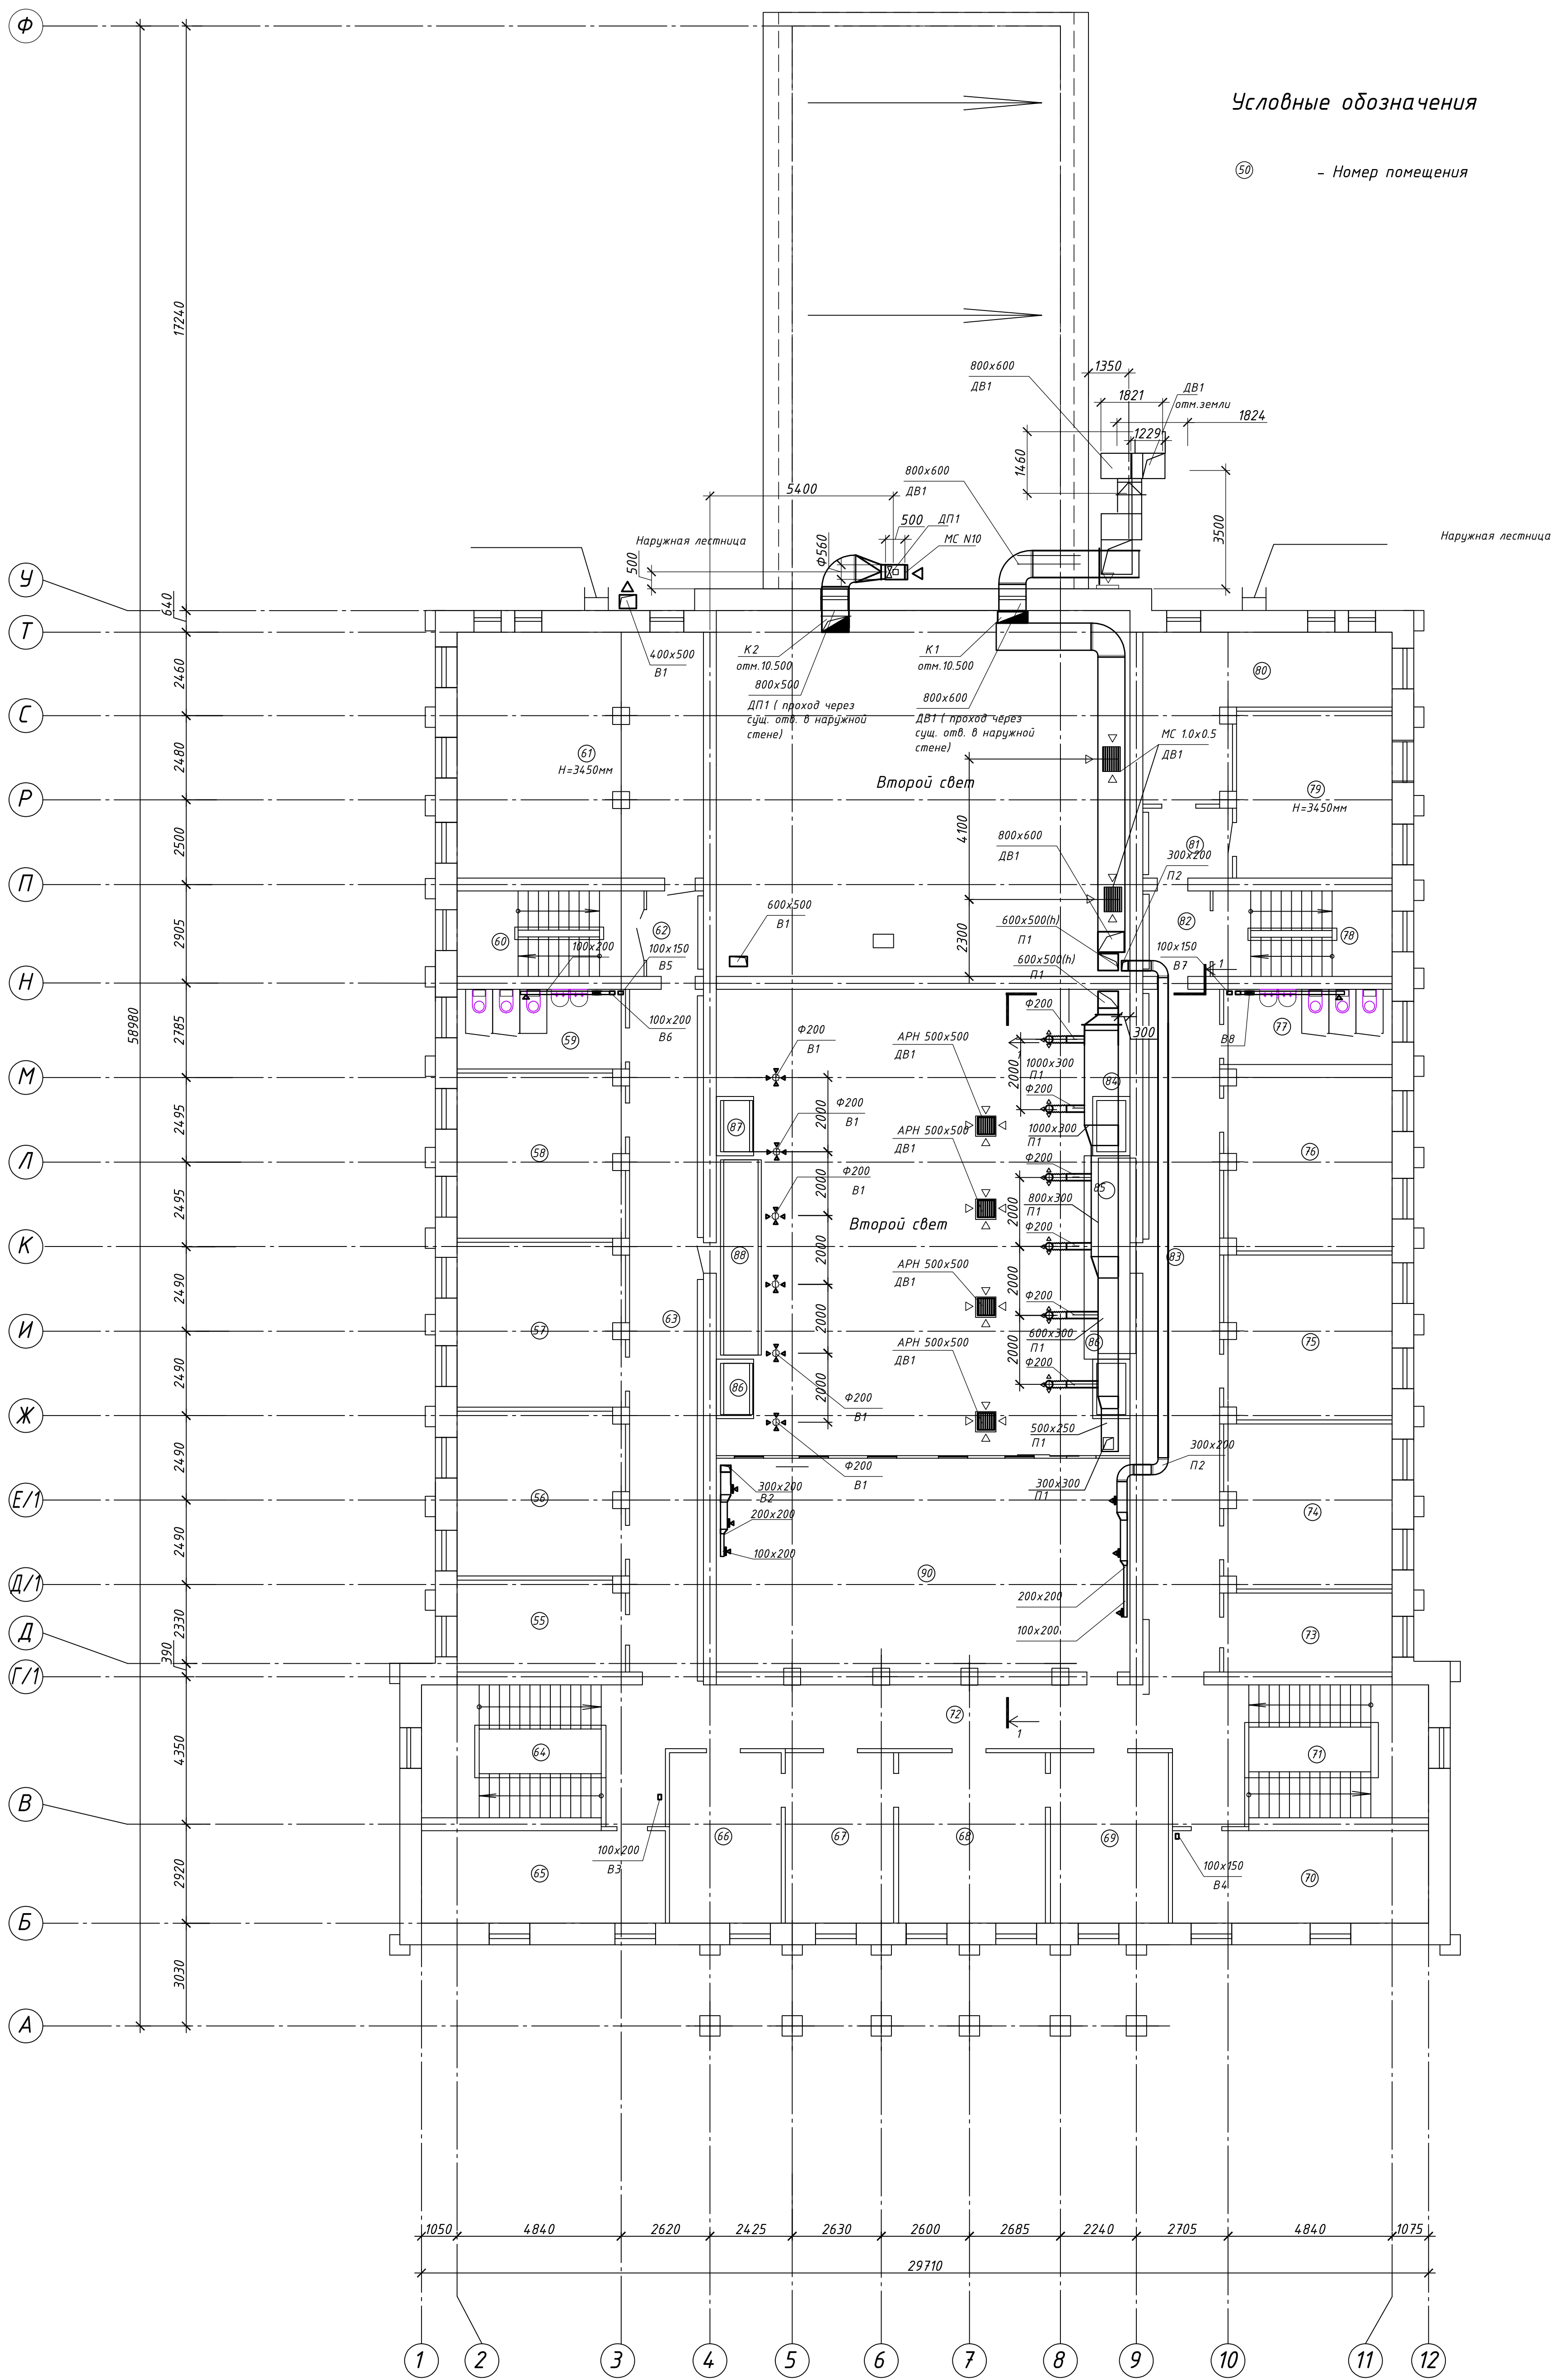 Ф
Условные обозначения
50
- Номер помещения
17240
800х600
ДВ1
1350
1821
ДВ1
отм.земли
1824
1229
1460
3500
800х600
ДВ1
5400
500
ДП1
МС N10
Ф560
Наружная лестница
500
Наружная лестница
У
640
Т
400х500
В1
К2
отм.10.500
800х500
ДП1 ( проход через
сущ. отв. в наружной
стене)
К1
отм.10.500
800х600
ДВ1 ( проход через
сущ. отв. в наружной
стене)
80
2460
С
МС 1.0х0.5
ДВ1
61
Н=3450мм
2480
Второй свет
79
Н=3450мм
Р
4100
2500
800х600
ДВ1
81
300х200
П2
П
600х500
В1
600х500(h)
П1
2300
62
60
100х200
100х150
В5
82
78
100х150
В7
1
2905
600х500(h)
П1
Н
58980
2785
100х200
В6
59
Ф200
В1
АРН 500х500
ДВ1
Ф200
300
1
2000
1000х300
П1
84
В8
77
М
2495
87
Ф200
В1
2000
АРН 500х500
ДВ1
Ф200
1000х300
П1
58
76
Л
2495
Ф200
В1
2000
Ф200
85
800х300
П1
2000
Второй свет
Ф200
К
88
83
2490
2000
АРН 500х500
ДВ1
2000
Ф200
63
57
И
2000
600х300
П1
86
75
2490
АРН 500х500
ДВ1
2000
Ф200
86
2000
Ф200
В1
Ж
500х250
П1
2490
Ф200
В1
300х200
П2
300х200
В2
300х300
П1
56
Е/1
200х200
74
2490
100х200
90
Д/1
200х200
55
100х200
73
2330
Д
390
Г/1
72
1
64
71
4350
В
66
67
68
69
100х200
В3
65
100х150
В4
70
2920
Б
3030
А
1050
4840
2620
2425
2630
2600
2685
2240
2705
4840
1075
29710
1
2
3
4
5
6
7
8
9
10
11
12